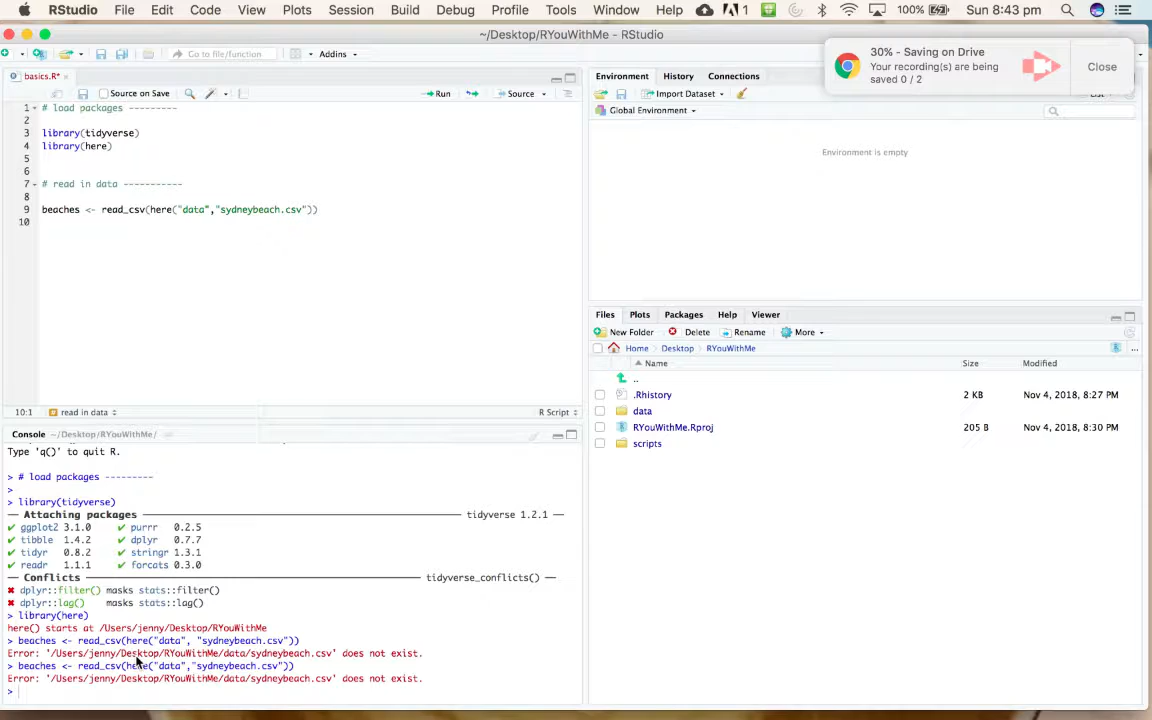 RStudio File Edit Code View Plots Session Build Debug Profile Tools Window Help 1 100% Sun 8:43 pm
~/Desktop/RYouWithMe - RStudio
Go to file/function Addins
30% - Saving on Drive
Your recording(s) are being
saved 0 / 2
Close
basics.R*
Source on Save Run Source
1 # load packages ---------
2
3 library(tidyverse)
4 library(here)
5
6
7 # read in data -----------
8
9 beaches <- read_csv(here("data","sydneybeach.csv"))
10
10:1 read in data R Script
Console ~/Desktop/RYouWithMe/
Type 'q()' to quit R.
> # load packages ---------
>
> library(tidyverse)
— Attaching packages — tidyverse 1.2.1 —
✔ ggplot2 3.1.0 ✔ purrr 0.2.5
✔ tibble 1.4.2 ✔ dplyr 0.7.7
✔ tidyr 0.8.2 ✔ stringr 1.3.1
✔ readr 1.1.1 ✔ forcats 0.3.0
— Conflicts — tidyverse_conflicts() —
✖ dplyr::filter() masks stats::filter()
✖ dplyr::lag() masks stats::lag()
> library(here)
here() starts at /Users/jenny/Desktop/RYouWithMe
> beaches <- read_csv(here("data", "sydneybeach.csv"))
Error: '/Users/jenny/Desktop/RYouWithMe/data/sydneybeach.csv' does not exist.
> beaches <- read_csv(here("data","sydneybeach.csv"))
Error: '/Users/jenny/Desktop/RYouWithMe/data/sydneybeach.csv' does not exist.
>
Environment History Connections
Import Dataset List
Global Environment
Environment is empty
Files Plots Packages Help Viewer
New Folder Delete Rename More
Home Desktop RYouWithMe ...
Name Size Modified
..
.Rhistory 2 KB Nov 4, 2018, 8:27 PM
data
RYouWithMe.Rproj 205 B Nov 4, 2018, 8:30 PM
scripts